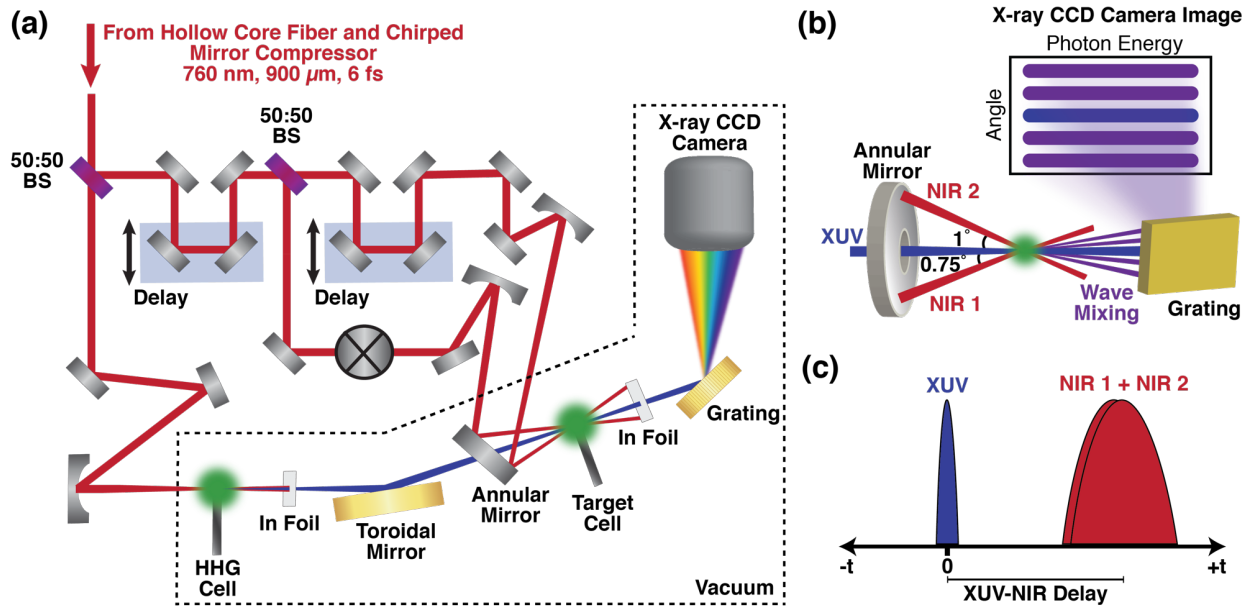 (a)
From Hollow Core Fiber and Chirped
Mirror Compressor
760 nm, 900 μm, 6 fs
50:50
BS
50:50
BS
Delay
Delay
X-ray CCD
Camera
Grating
In Foil
Target
Cell
Annular
Mirror
Toroidal
Mirror
In Foil
HHG
Cell
Vacuum
(b)
X-ray CCD Camera Image
Photon Energy
Angle
Annular
Mirror
NIR 2
XUV
1°
0.75°
NIR 1
Wave
Mixing
Grating
(c)
XUV
NIR 1 + NIR 2
-t
0
+t
XUV-NIR Delay